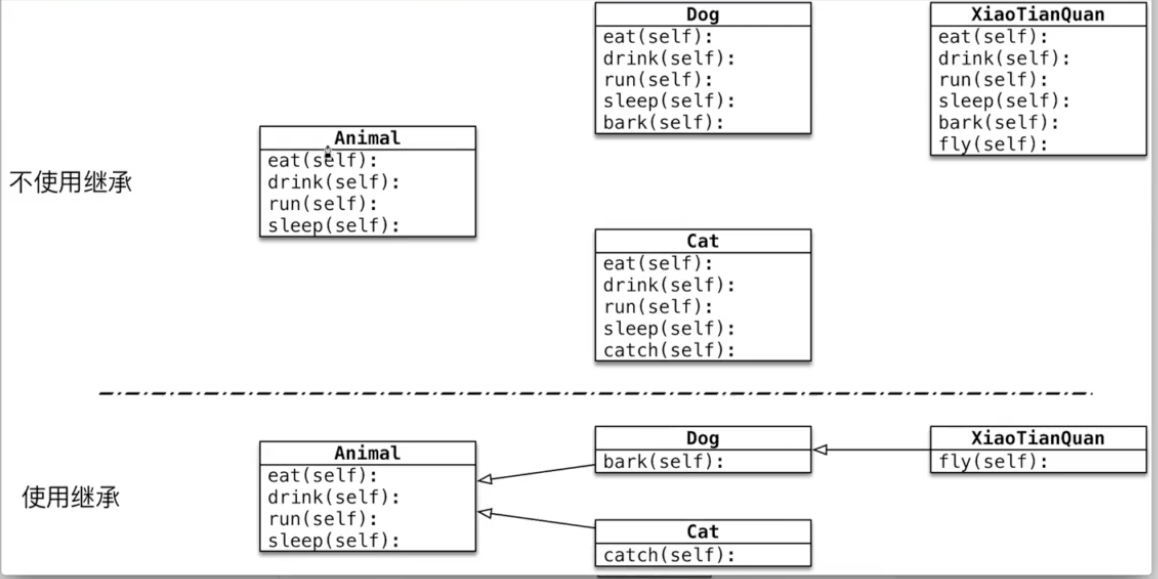 不使用继承
Animal
eat(self):
drink(self):
run(self):
sleep(self):
Dog
eat(self):
drink(self):
run(self):
sleep(self):
bark(self):
XiaoTianQuan
eat(self):
drink(self):
run(self):
sleep(self):
bark(self):
fly(self):
Cat
eat(self):
drink(self):
run(self):
sleep(self):
catch(self):
使用继承
Animal
eat(self):
drink(self):
run(self):
sleep(self):
Dog
bark(self):
XiaoTianQuan
fly(self):
Cat
catch(self):